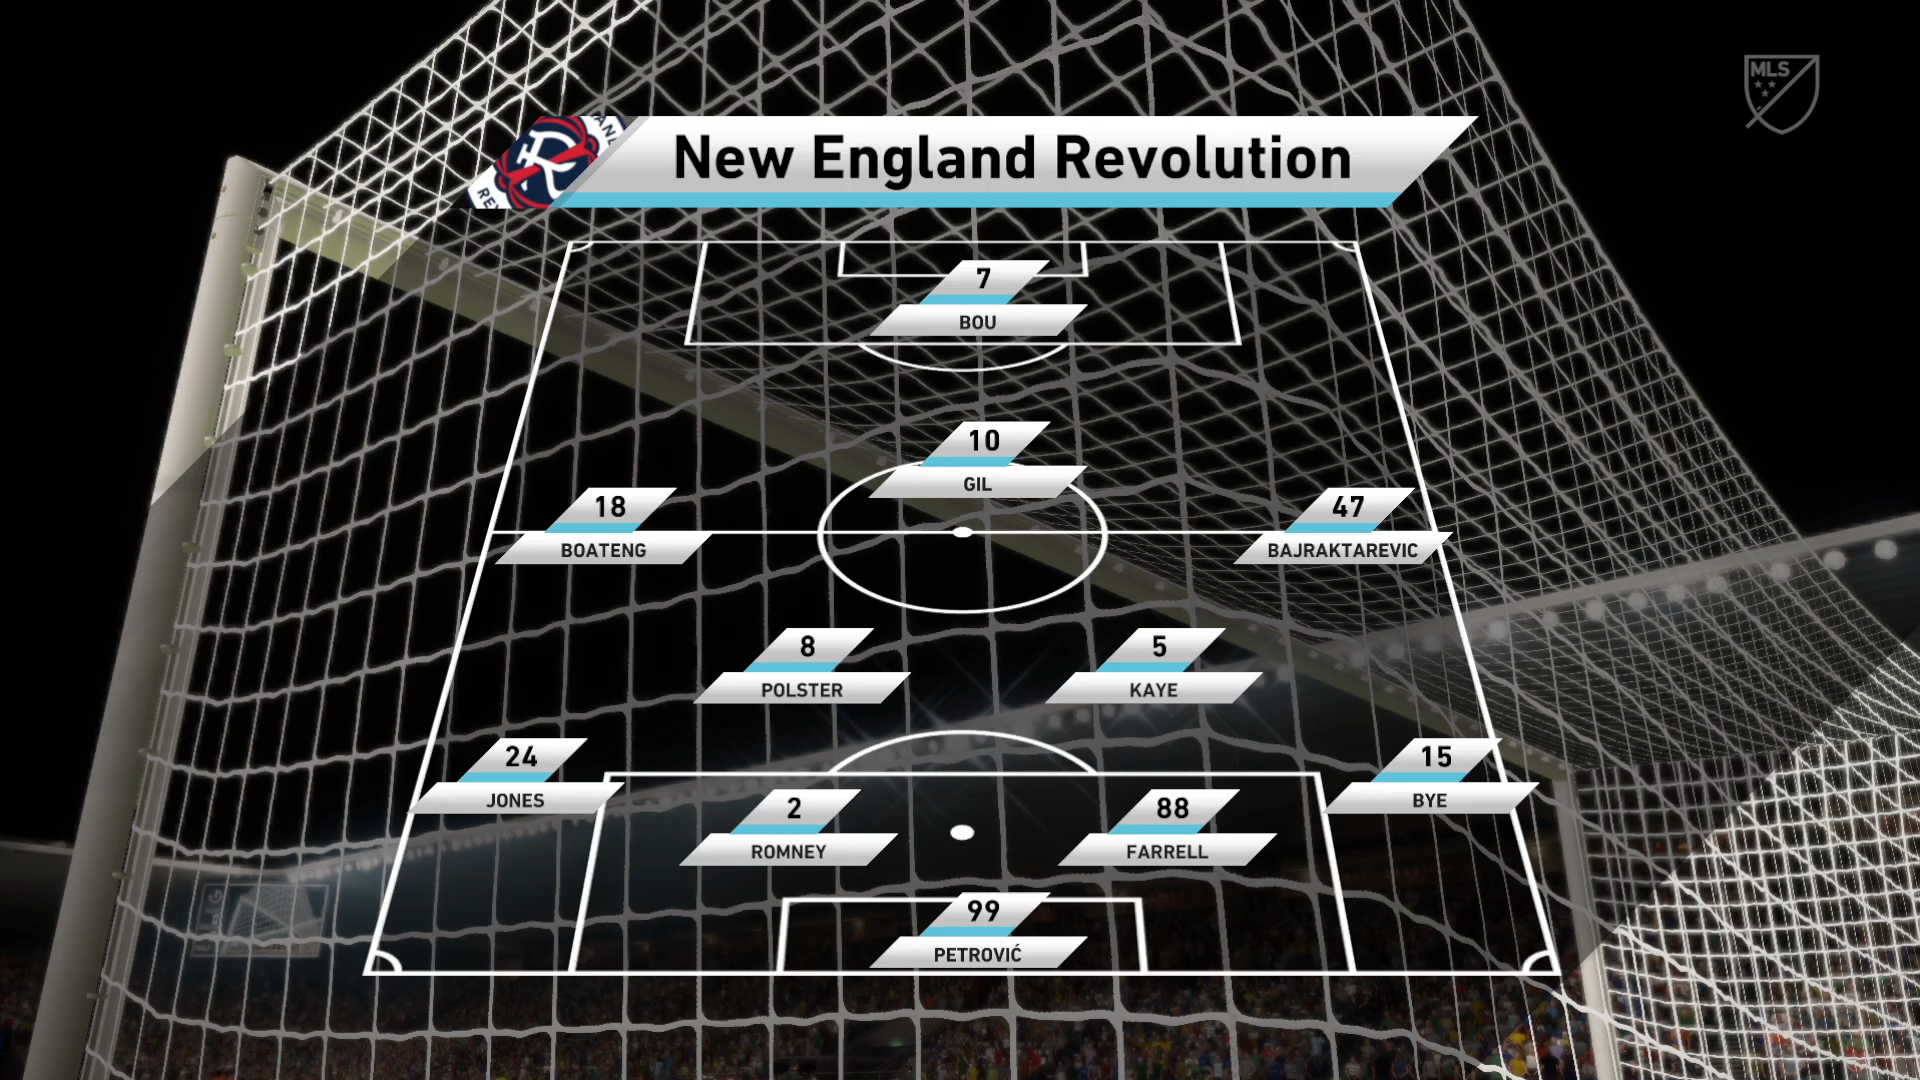 MLS
New England Revolution
7
BOU
10
GIL
18
BOATENG
47
BAJRAKTAREVIC
8
POLSTER
5
KAYE
24
JONES
15
BYE
2
ROMNEY
88
FARRELL
99
PETROVIĆ